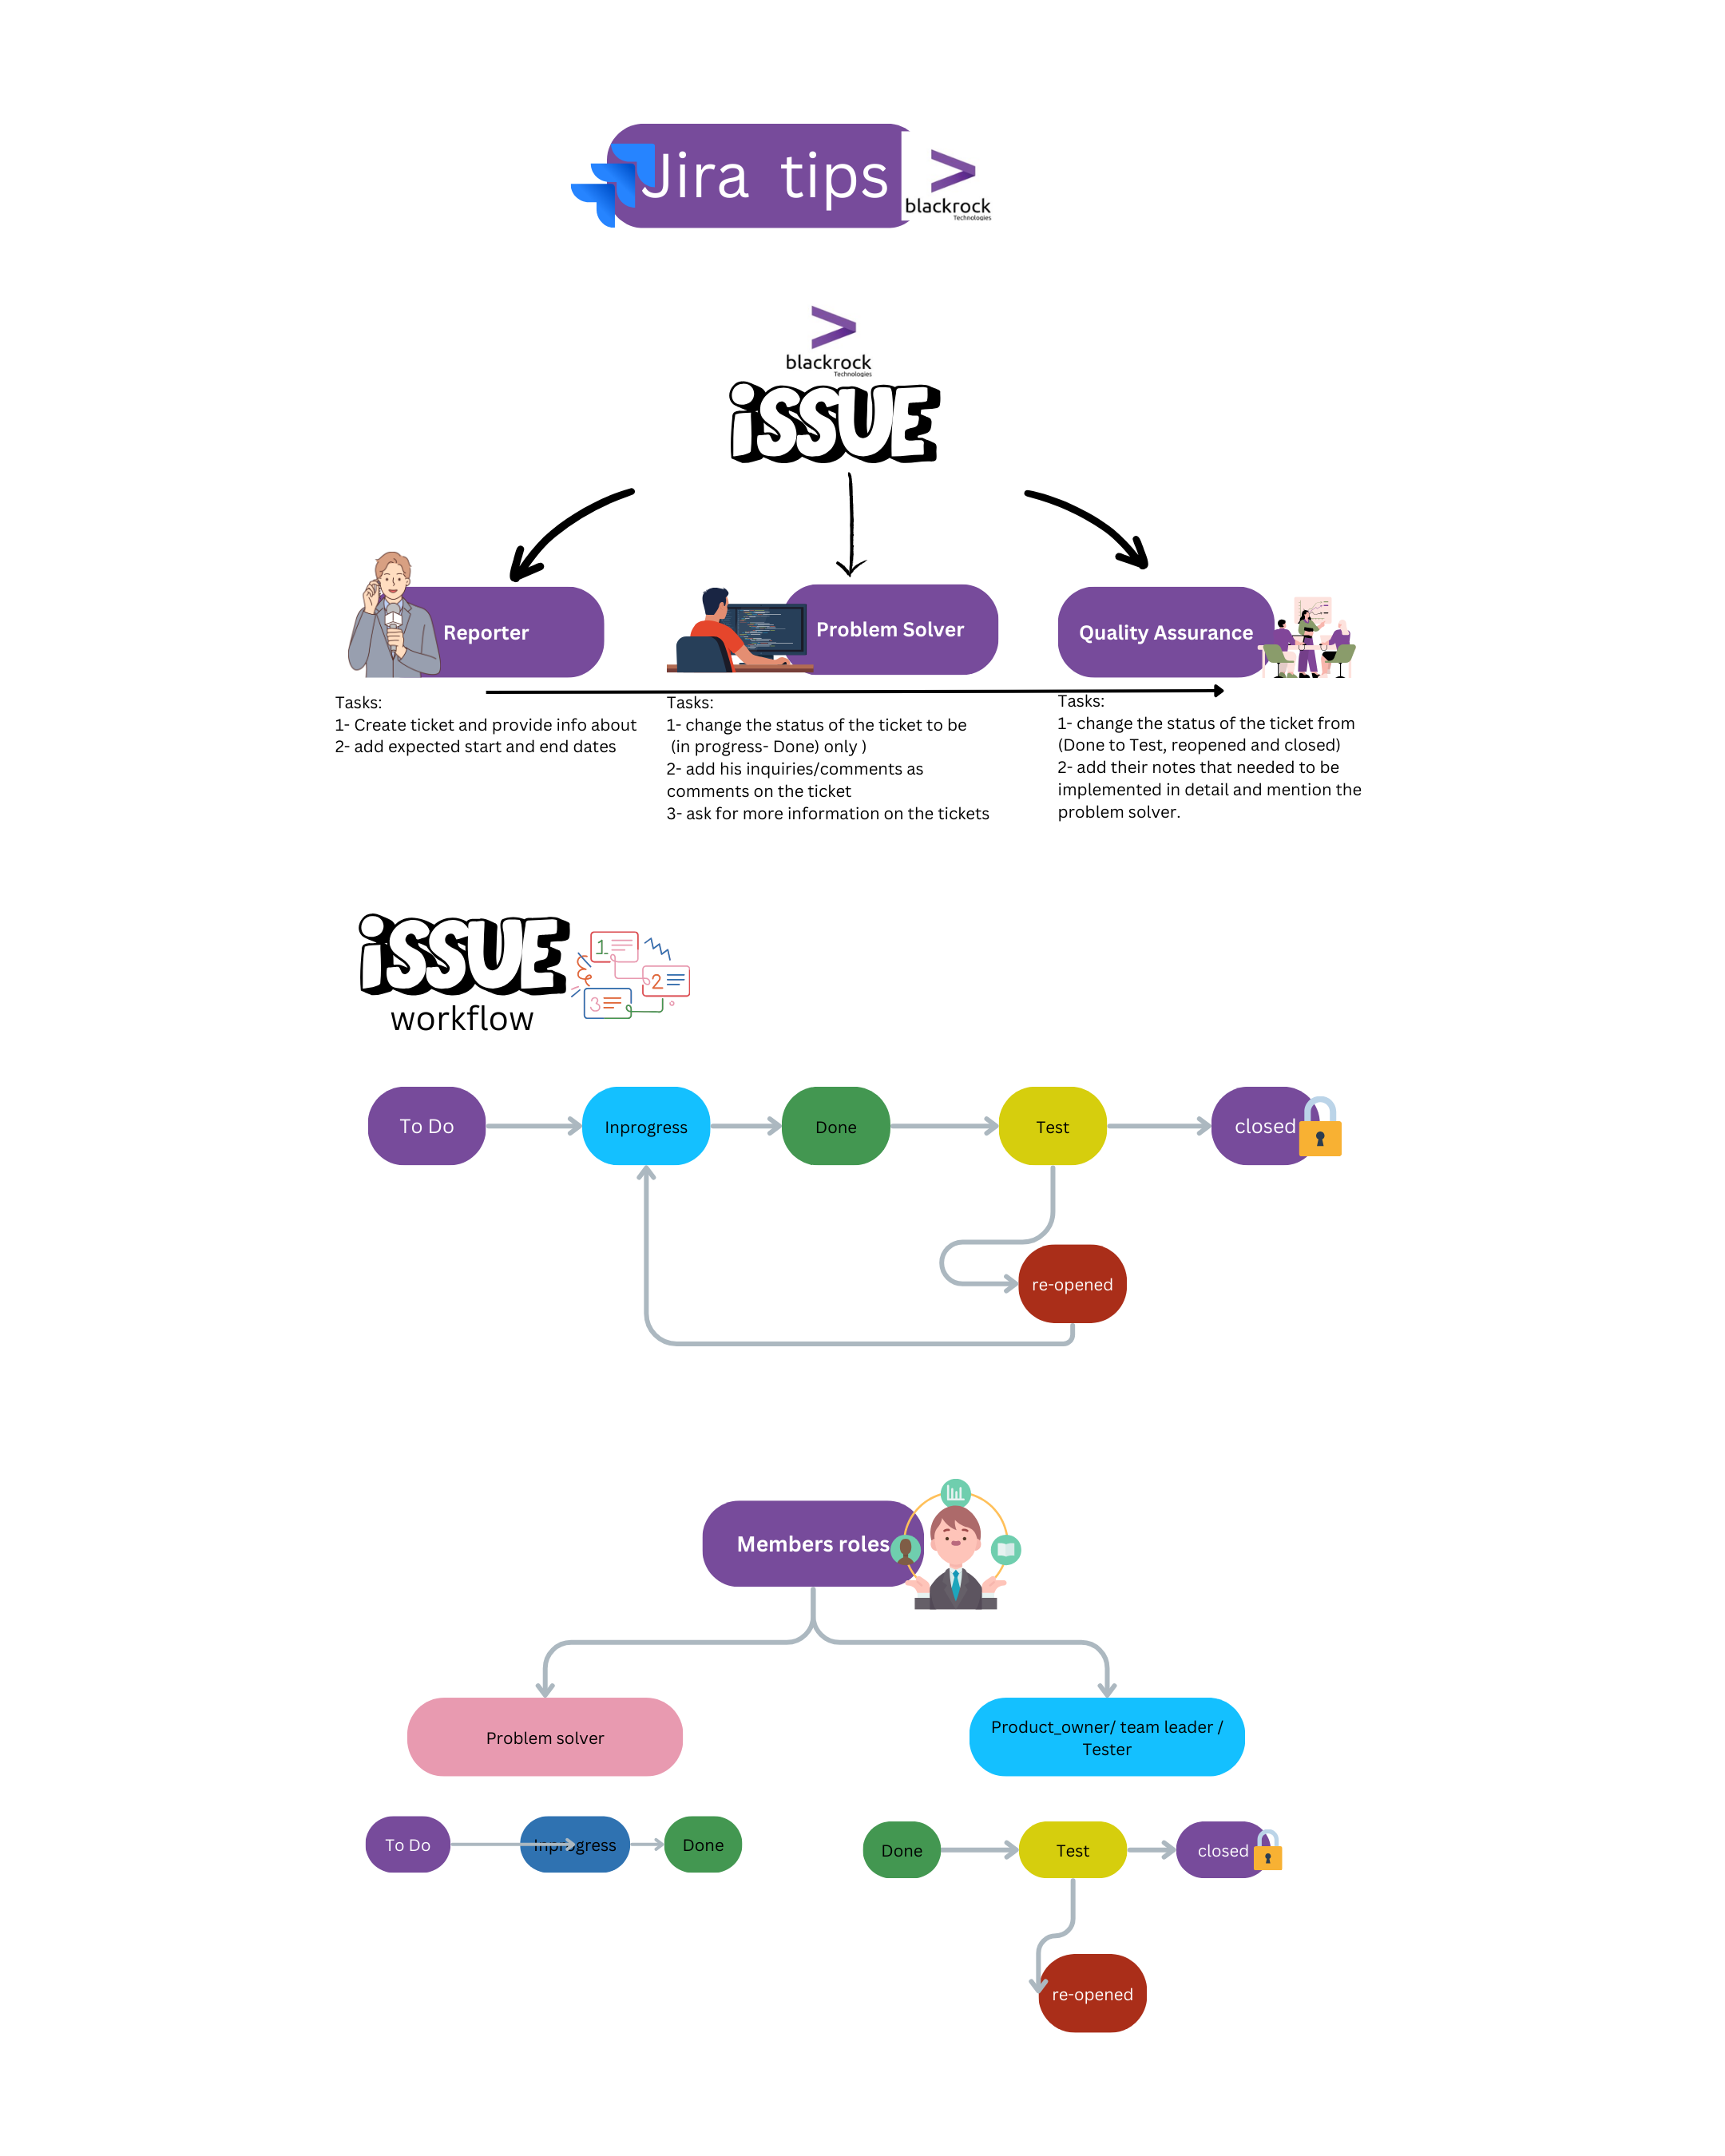 Jira tips
blackrock
Technologies
blackrock
Technologies
iSSUE
Reporter
Problem Solver
Quality Assurance
Tasks:
1- Create ticket and provide info about
2- add expected start and end dates
Tasks:
1- change the status of the ticket to be
(in progress- Done) only )
2- add his inquiries/comments as
comments on the ticket
3- ask for more information on the tickets
Tasks:
1- change the status of the ticket from
(Done to Test, reopened and closed)
2- add their notes that needed to be
implemented in detail and mention the
problem solver.
iSSUE
workflow
1
2
3
To Do
Inprogress
Done
Test
closed
re-opened
Members roles
Problem solver
Product_owner/ team leader /
Tester
To Do
Inprogress
Done
Done
Test
closed
re-opened